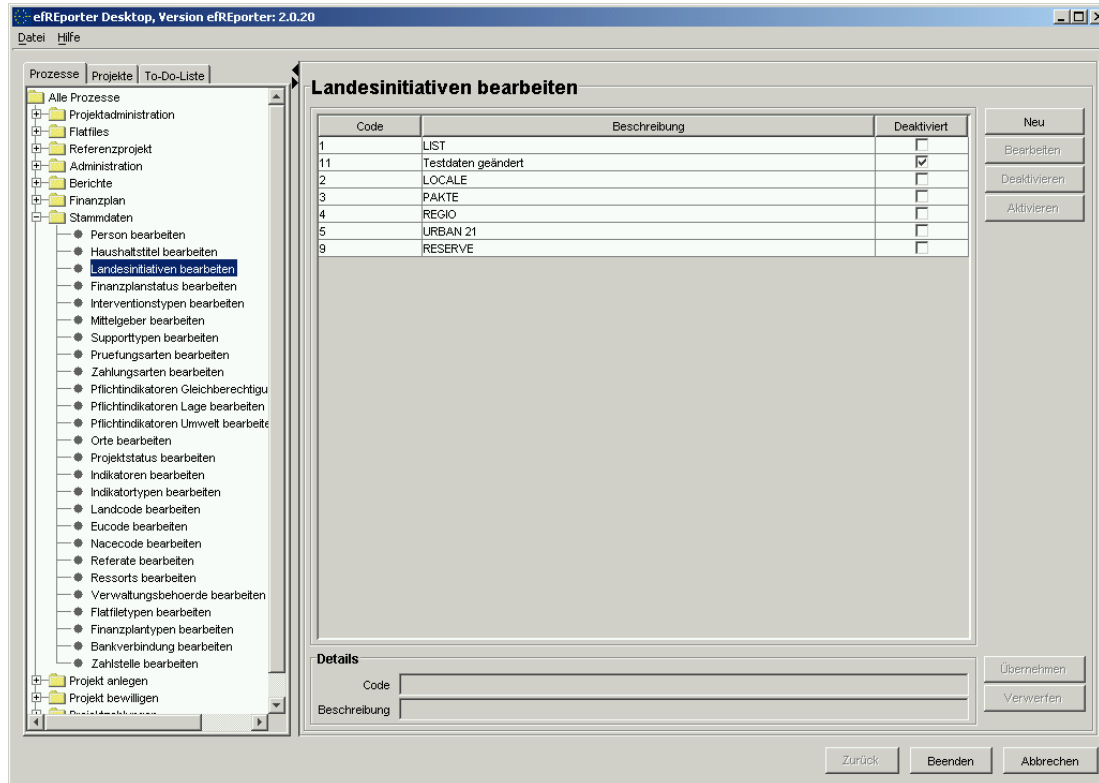 efREporter Desktop, Version efREporter: 2.0.20
Datei Hilfe
Prozesse Projekte To-Do-Liste
Alle Prozesse
Projektadministration
Flatfiles
Referenzprojekt
Administration
Berichte
Finanzplan
Stammdaten
Person bearbeiten
Haushaltstitel bearbeiten
Landesinitiativen bearbeiten
Finanzplanstatus bearbeiten
Interventionstypen bearbeiten
Mittelgeber bearbeiten
Supporttypen bearbeiten
Pruefungsarten bearbeiten
Zahlungsarten bearbeiten
Pflichtindikatoren Gleichberechtigu
Pflichtindikatoren Lage bearbeiten
Pflichtindikatoren Umwelt bearbeite
Orte bearbeiten
Projektstatus bearbeiten
Indikatoren bearbeiten
Indikatortypen bearbeiten
Landcode bearbeiten
Eucode bearbeiten
Nacecode bearbeiten
Referate bearbeiten
Ressorts bearbeiten
Verwaltungsbehoerde bearbeiten
Flatfiletypen bearbeiten
Finanzplantypen bearbeiten
Bankverbindung bearbeiten
Zahlstelle bearbeiten
Projekt anlegen
Projekt bewilligen
Landesinitiativen bearbeiten
Code Beschreibung Deaktiviert
1 LIST
11 Testdaten geändert
2 LOCALE
3 PAKTE
4 REGIO
5 URBAN 21
9 RESERVE
Neu
Bearbeiten
Deaktivieren
Aktivieren
Details
Code
Beschreibung
Übernehmen
Verwerfen
Zurück Beenden Abbrechen